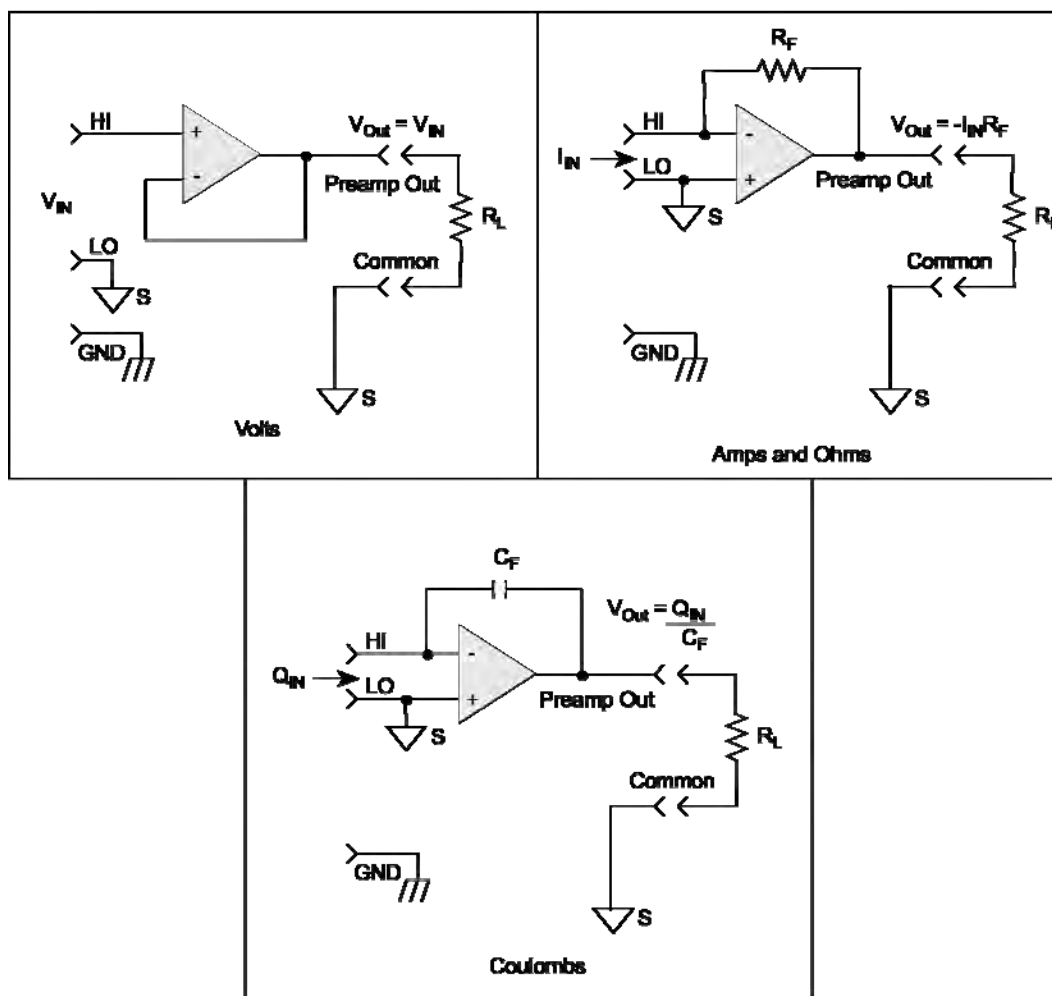 HI
+
VOut = VIN
-
Preamp Out
VIN
RL
LO
Common
S
GND
S
Volts
RF
HI
-
VOut = -IINRF
IIN
LO
+
Preamp Out
S
RL
Common
GND
S
Amps and Ohms
CF
VOut = QIN
CF
HI
-
QIN
LO
+
Preamp Out
S
RL
Common
GND
S
Coulombs